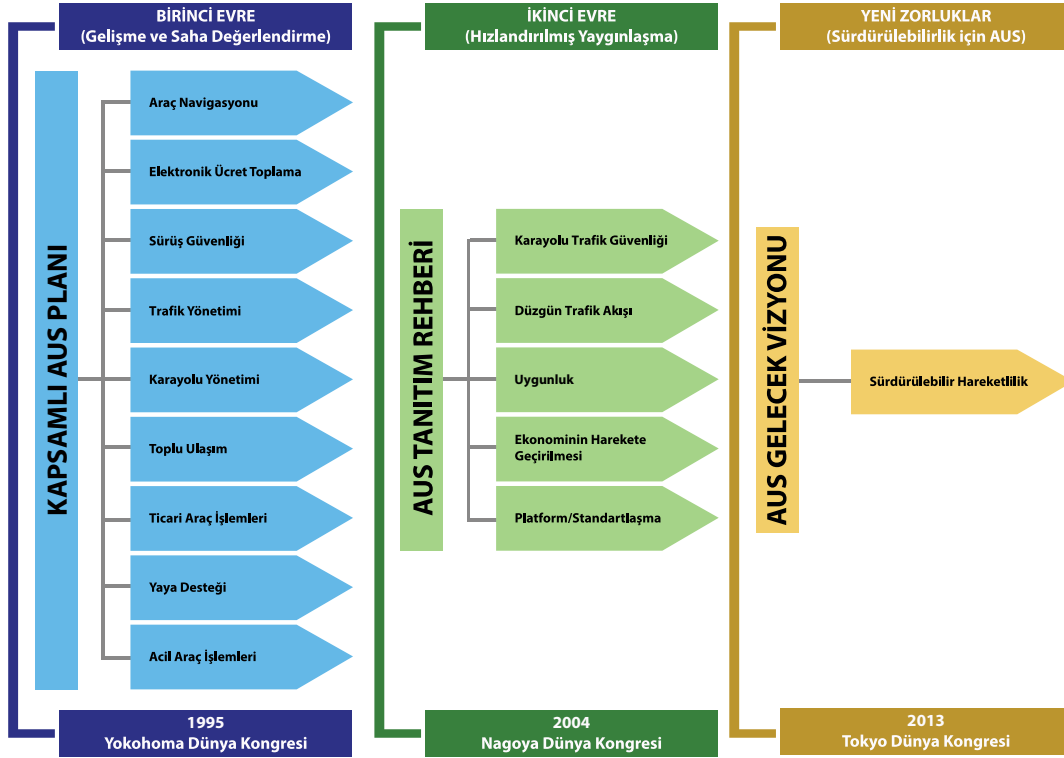 BİRİNCİ EVRE
(Gelişme ve Saha Değerlendirme)
KAPSAMLI AUS PLANI
Araç Navigasyonu
Elektronik Ücret Toplama
Sürüş Güvenliği
Trafik Yönetimi
Karayolu Yönetimi
Toplu Ulaşım
Ticari Araç İşlemleri
Yaya Desteği
Acil Araç İşlemleri
1995
Yokohoma Dünya Kongresi
İKİNCİ EVRE
(Hızlandırılmış Yaygınlaşma)
AUS TANITIM REHBERİ
Karayolu Trafik Güvenliği
Düzgün Trafik Akışı
Uygunluk
Ekonominin Harekete
Geçirilmesi
Platform/Standartlaşma
2004
Nagoya Dünya Kongresi
YENİ ZORLUKLAR
(Sürdürülebilirlik için AUS)
AUS GELECEK VİZYONU
Sürdürülebilir Hareketlilik
2013
Tokyo Dünya Kongresi